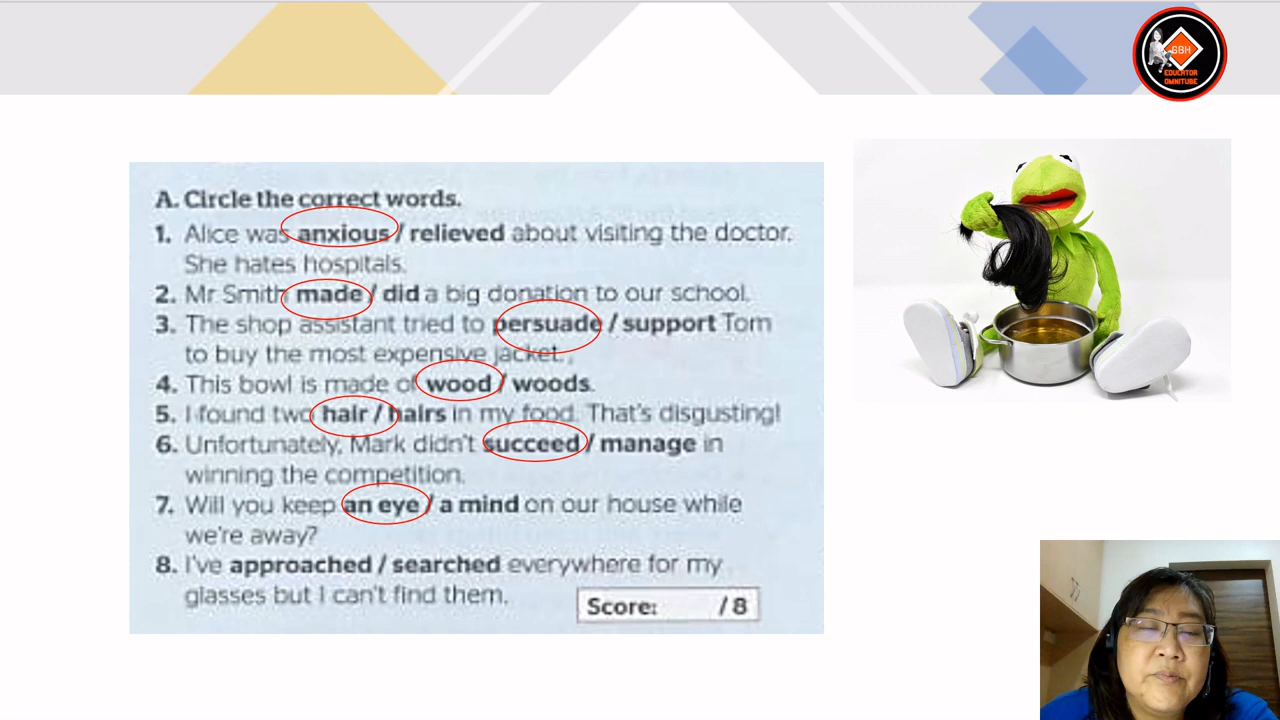 GBH
EDUCATOR
OMNITUBE
A. Circle the correct words.
1. Alice was anxious / relieved about visiting the doctor.
She hates hospitals.
2. Mr Smith made / did a big donation to our school.
3. The shop assistant tried to persuade / support Tom
to buy the most expensive jacket.
4. This bowl is made of wood / woods.
5. I found two hair / hairs in my food. That's disgusting!
6. Unfortunately, Mark didn't succeed / manage in
winning the competition.
7. Will you keep an eye / a mind on our house while
we're away?
8. I've approached / searched everywhere for my
glasses but I can't find them.
Score: / 8